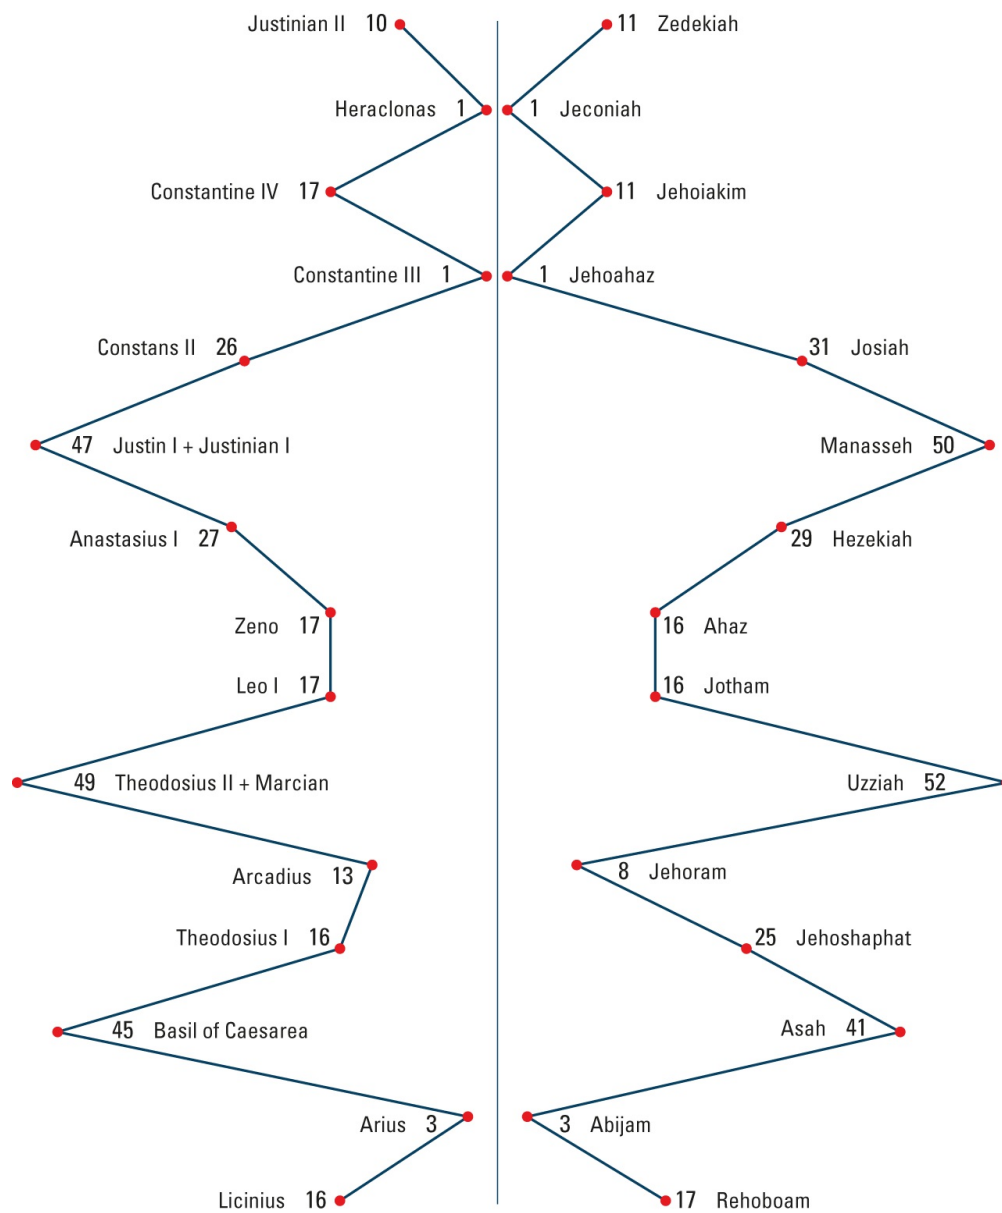 Justinian II 10 11 Zedekiah
Heraclonas 1 1 Jeconiah
Constantine IV 17 11 Jehoiakim
Constantine III 1 1 Jehoahaz
Constans II 26 31 Josiah
47 Justin I + Justinian I Manasseh 50
Anastasius I 27 29 Hezekiah
Zeno 17 16 Ahaz
Leo I 17 16 Jotham
49 Theodosius II + Marcian Uzziah 52
Arcadius 13 8 Jehoram
Theodosius I 16 25 Jehoshaphat
45 Basil of Caesarea Asah 41
Arius 3 3 Abijam
Licinius 16 17 Rehoboam